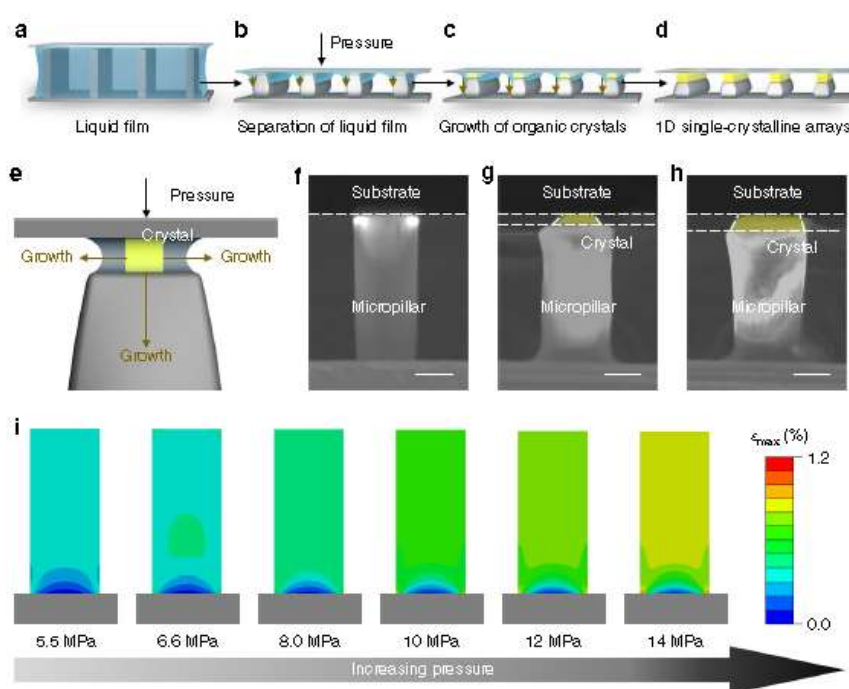 a
b
c
d
Pressure
Liquid film
Separation of liquid film
Growth of organic crystals
1D single-crystalline arrays
e
f
g
h
Pressure
Crystal
Growth
Growth
Growth
Substrate
Micropillar
Substrate
Crystal
Micropillar
Substrate
Crystal
Micropillar
i
εmax (%)
1.2
0.0
5.5 MPa
6.6 MPa
8.0 MPa
10 MPa
12 MPa
14 MPa
Increasing pressure